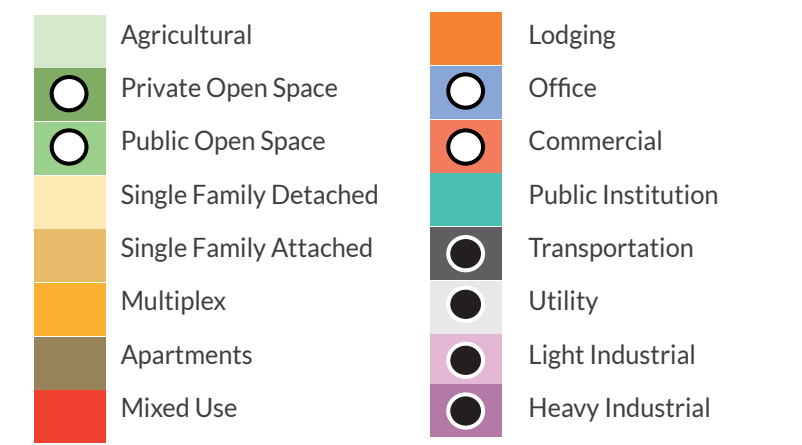 Agricultural
Private Open Space
Public Open Space
Single Family Detached
Single Family Attached
Multiplex
Apartments
Mixed Use
Lodging
Office
Commercial
Public Institution
Transportation
Utility
Light Industrial
Heavy Industrial